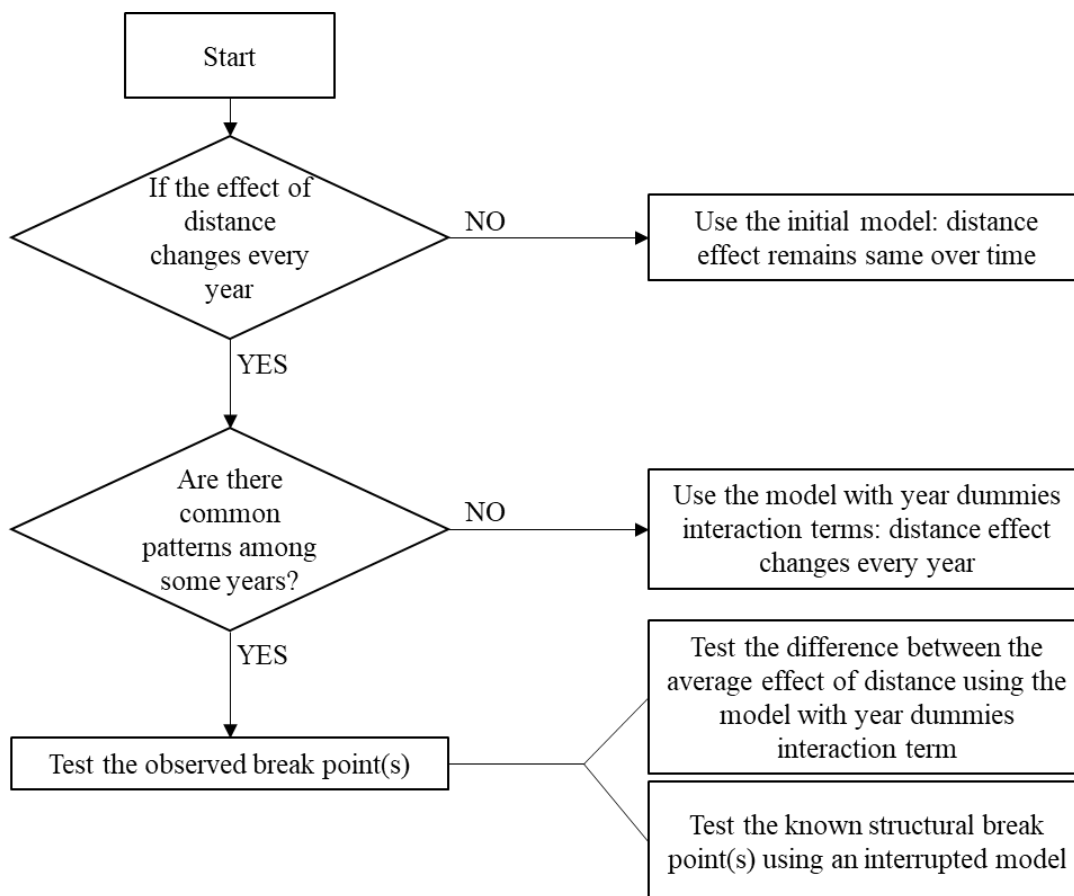 Start
If the effect of
distance
changes every
year
NO
Use the initial model: distance
effect remains same over time
YES
Are there
common
patterns among
some years?
NO
Use the model with year dummies
interaction terms: distance effect
changes every year
YES
Test the observed break point(s)
Test the difference between the
average effect of distance using the
model with year dummies
interaction term
Test the known structural break
point(s) using an interrupted model